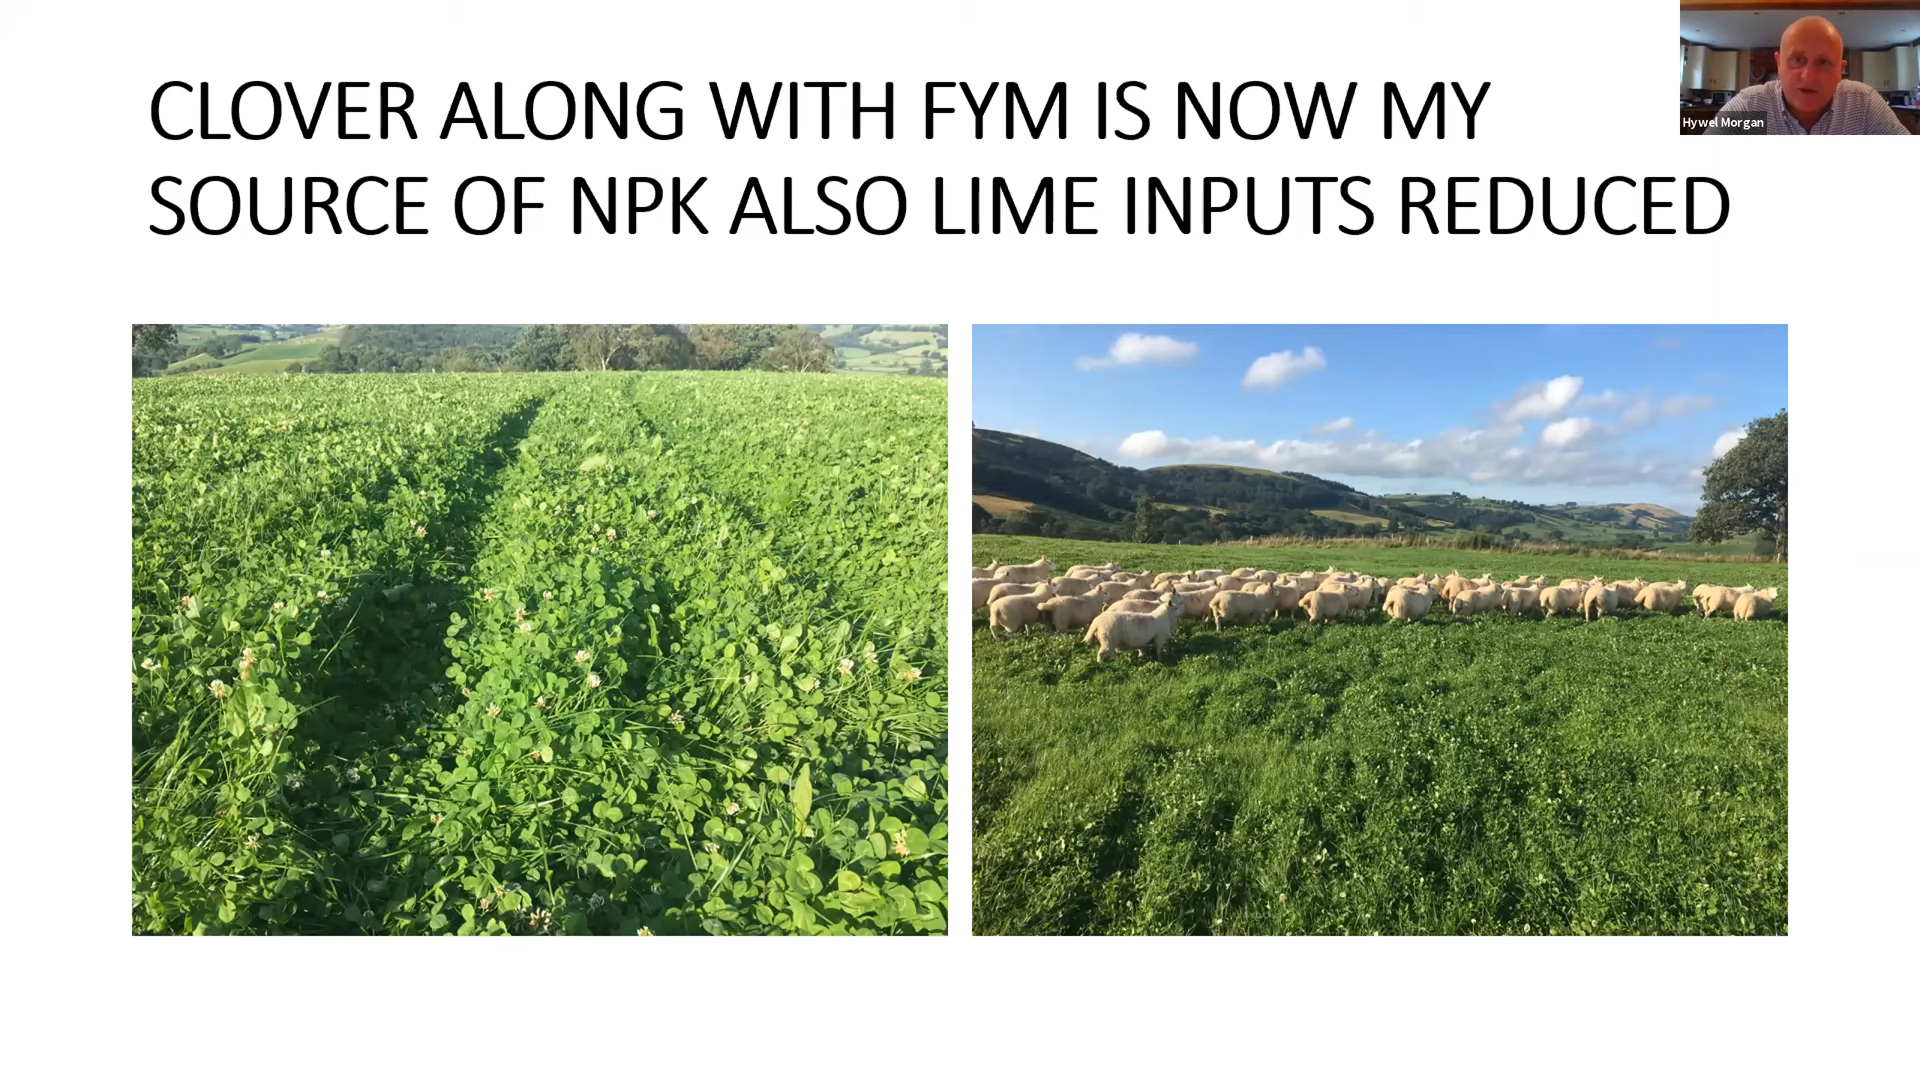 CLOVER ALONG WITH FYM IS NOW MY
SOURCE OF NPK ALSO LIME INPUTS REDUCED
Hywel Morgan